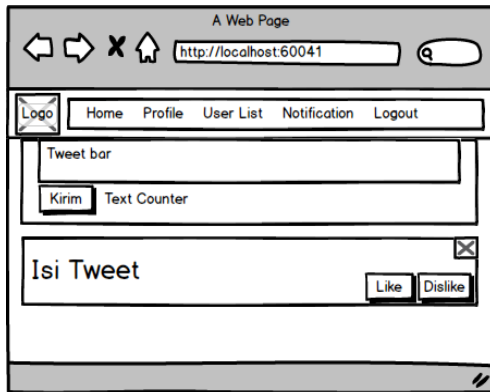 A Web Page
http://localhost:60041
Logo Home Profile User List Notification Logout
Tweet bar
Kirim Text Counter
Isi Tweet
Like Dislike